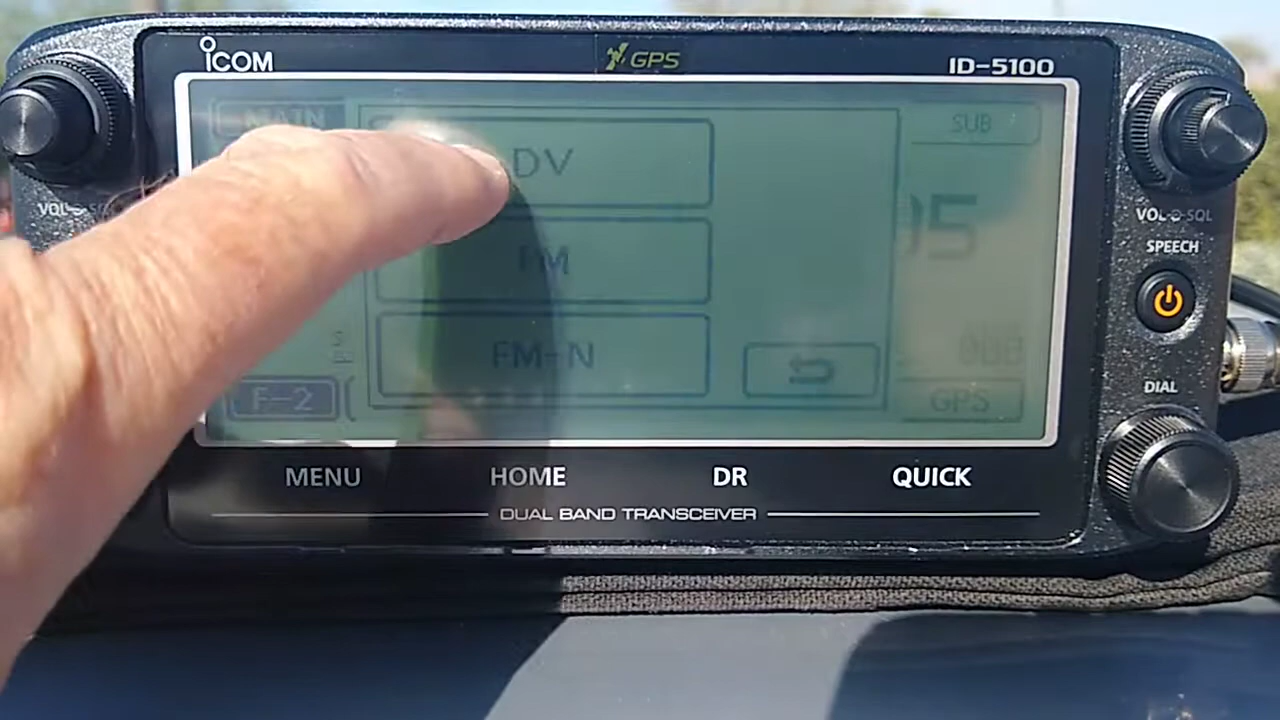 iCOM
GPS
ID-5100
MAIN
SUB
DV
VOL SQL
VOL SQL
SPEECH
FM
FM-N
F-2
GPS
DIAL
MENU HOME DR QUICK
DUAL BAND TRANSCEIVER